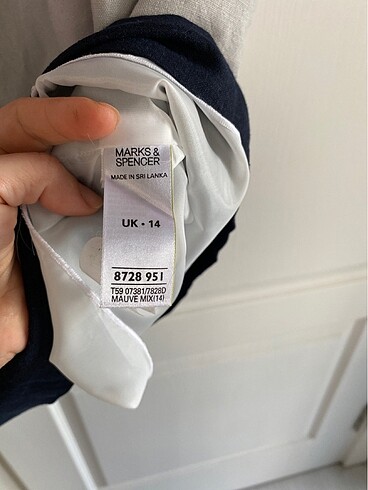 MARKS &
SPENCER
MADE IN SRI LANKA
UK - 14
8728 951
T59 07381/7828D
MAUVE MIX(14)